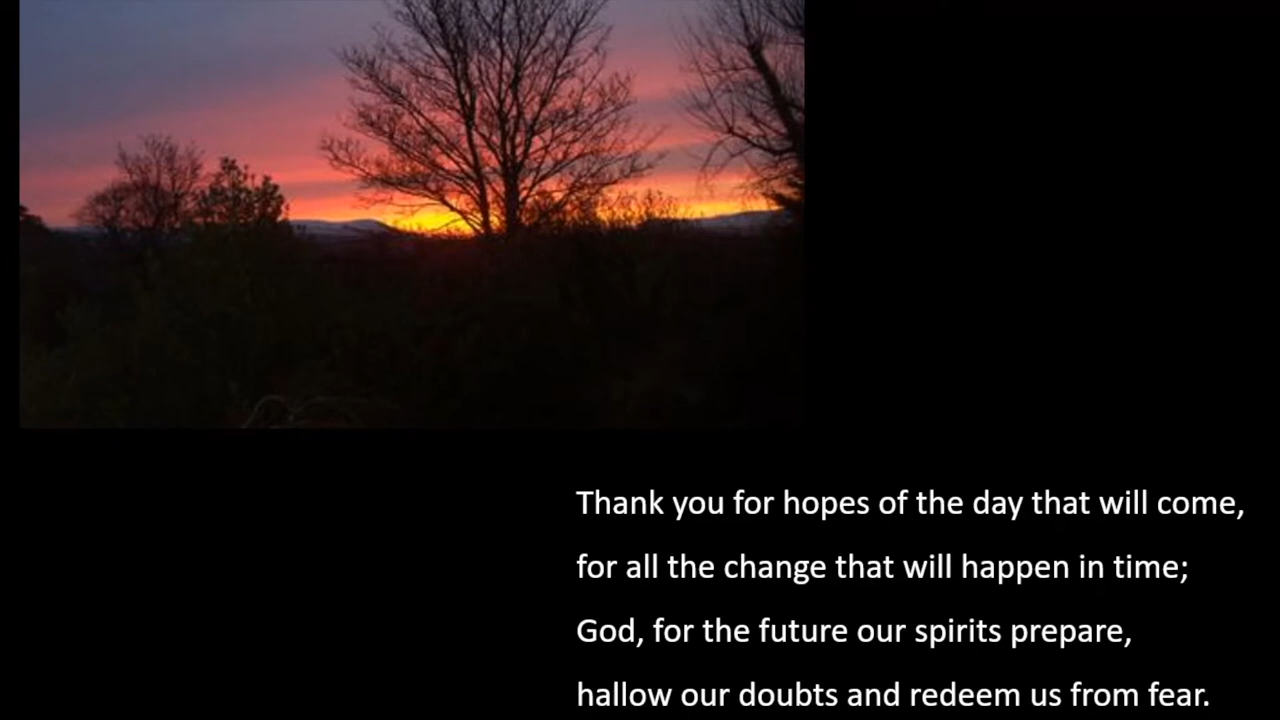 Thank you for hopes of the day that will come,
for all the change that will happen in time;
God, for the future our spirits prepare,
hallow our doubts and redeem us from fear.